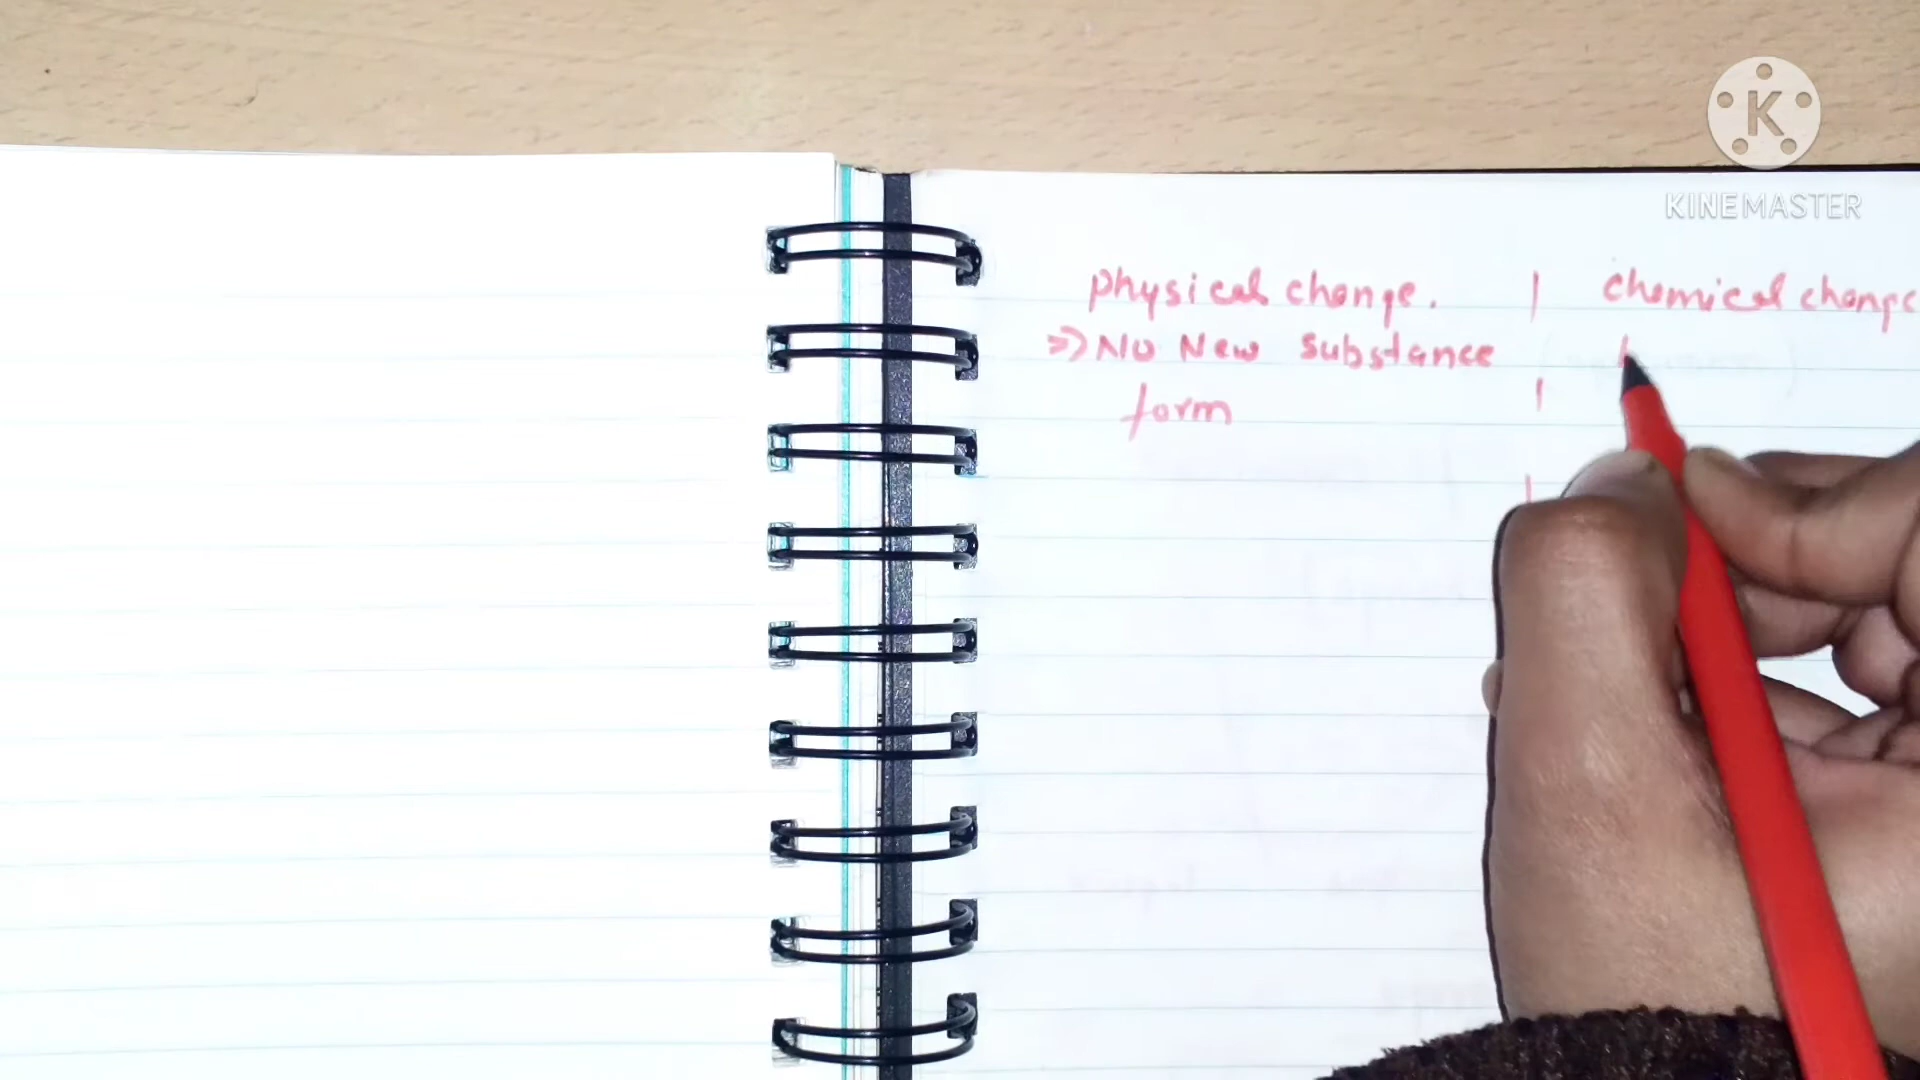 K
KINEMASTER
Physical change. | Chemical change
=> No New Substance
form